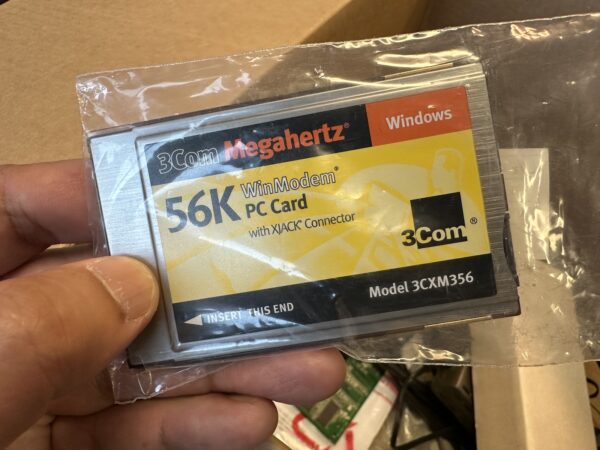 3Com Megahertz®
Windows
56K WinModem®
PC Card
with XJACK® Connector
3Com®
Model 3CXM356
INSERT THIS END